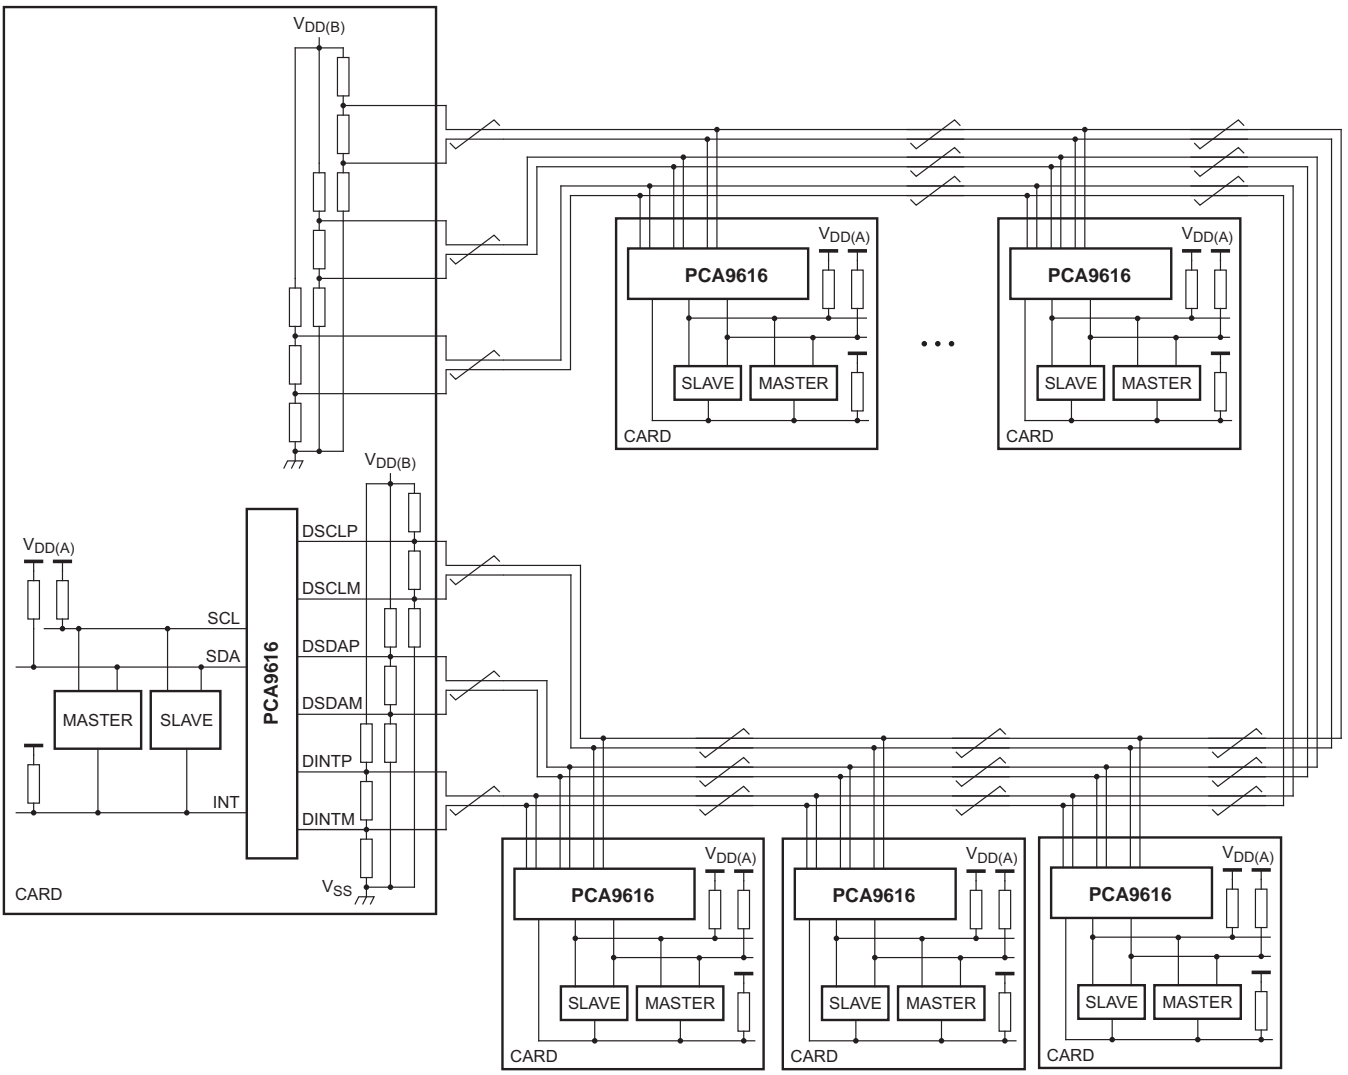 VDD(B)
VDD(A)
VDD(A)
PCA9616
PCA9616
SLAVE
MASTER
SLAVE
MASTER
CARD
CARD
VDD(B)
DSCLP
VDD(A)
DSCLM
SCL
DSDAP
SDA
PCA9616
DSDAM
MASTER
SLAVE
DINTP
INT
DINTM
VSS
CARD
VDD(A)
VDD(A)
VDD(A)
PCA9616
PCA9616
PCA9616
SLAVE
MASTER
SLAVE
MASTER
SLAVE
MASTER
CARD
CARD
CARD